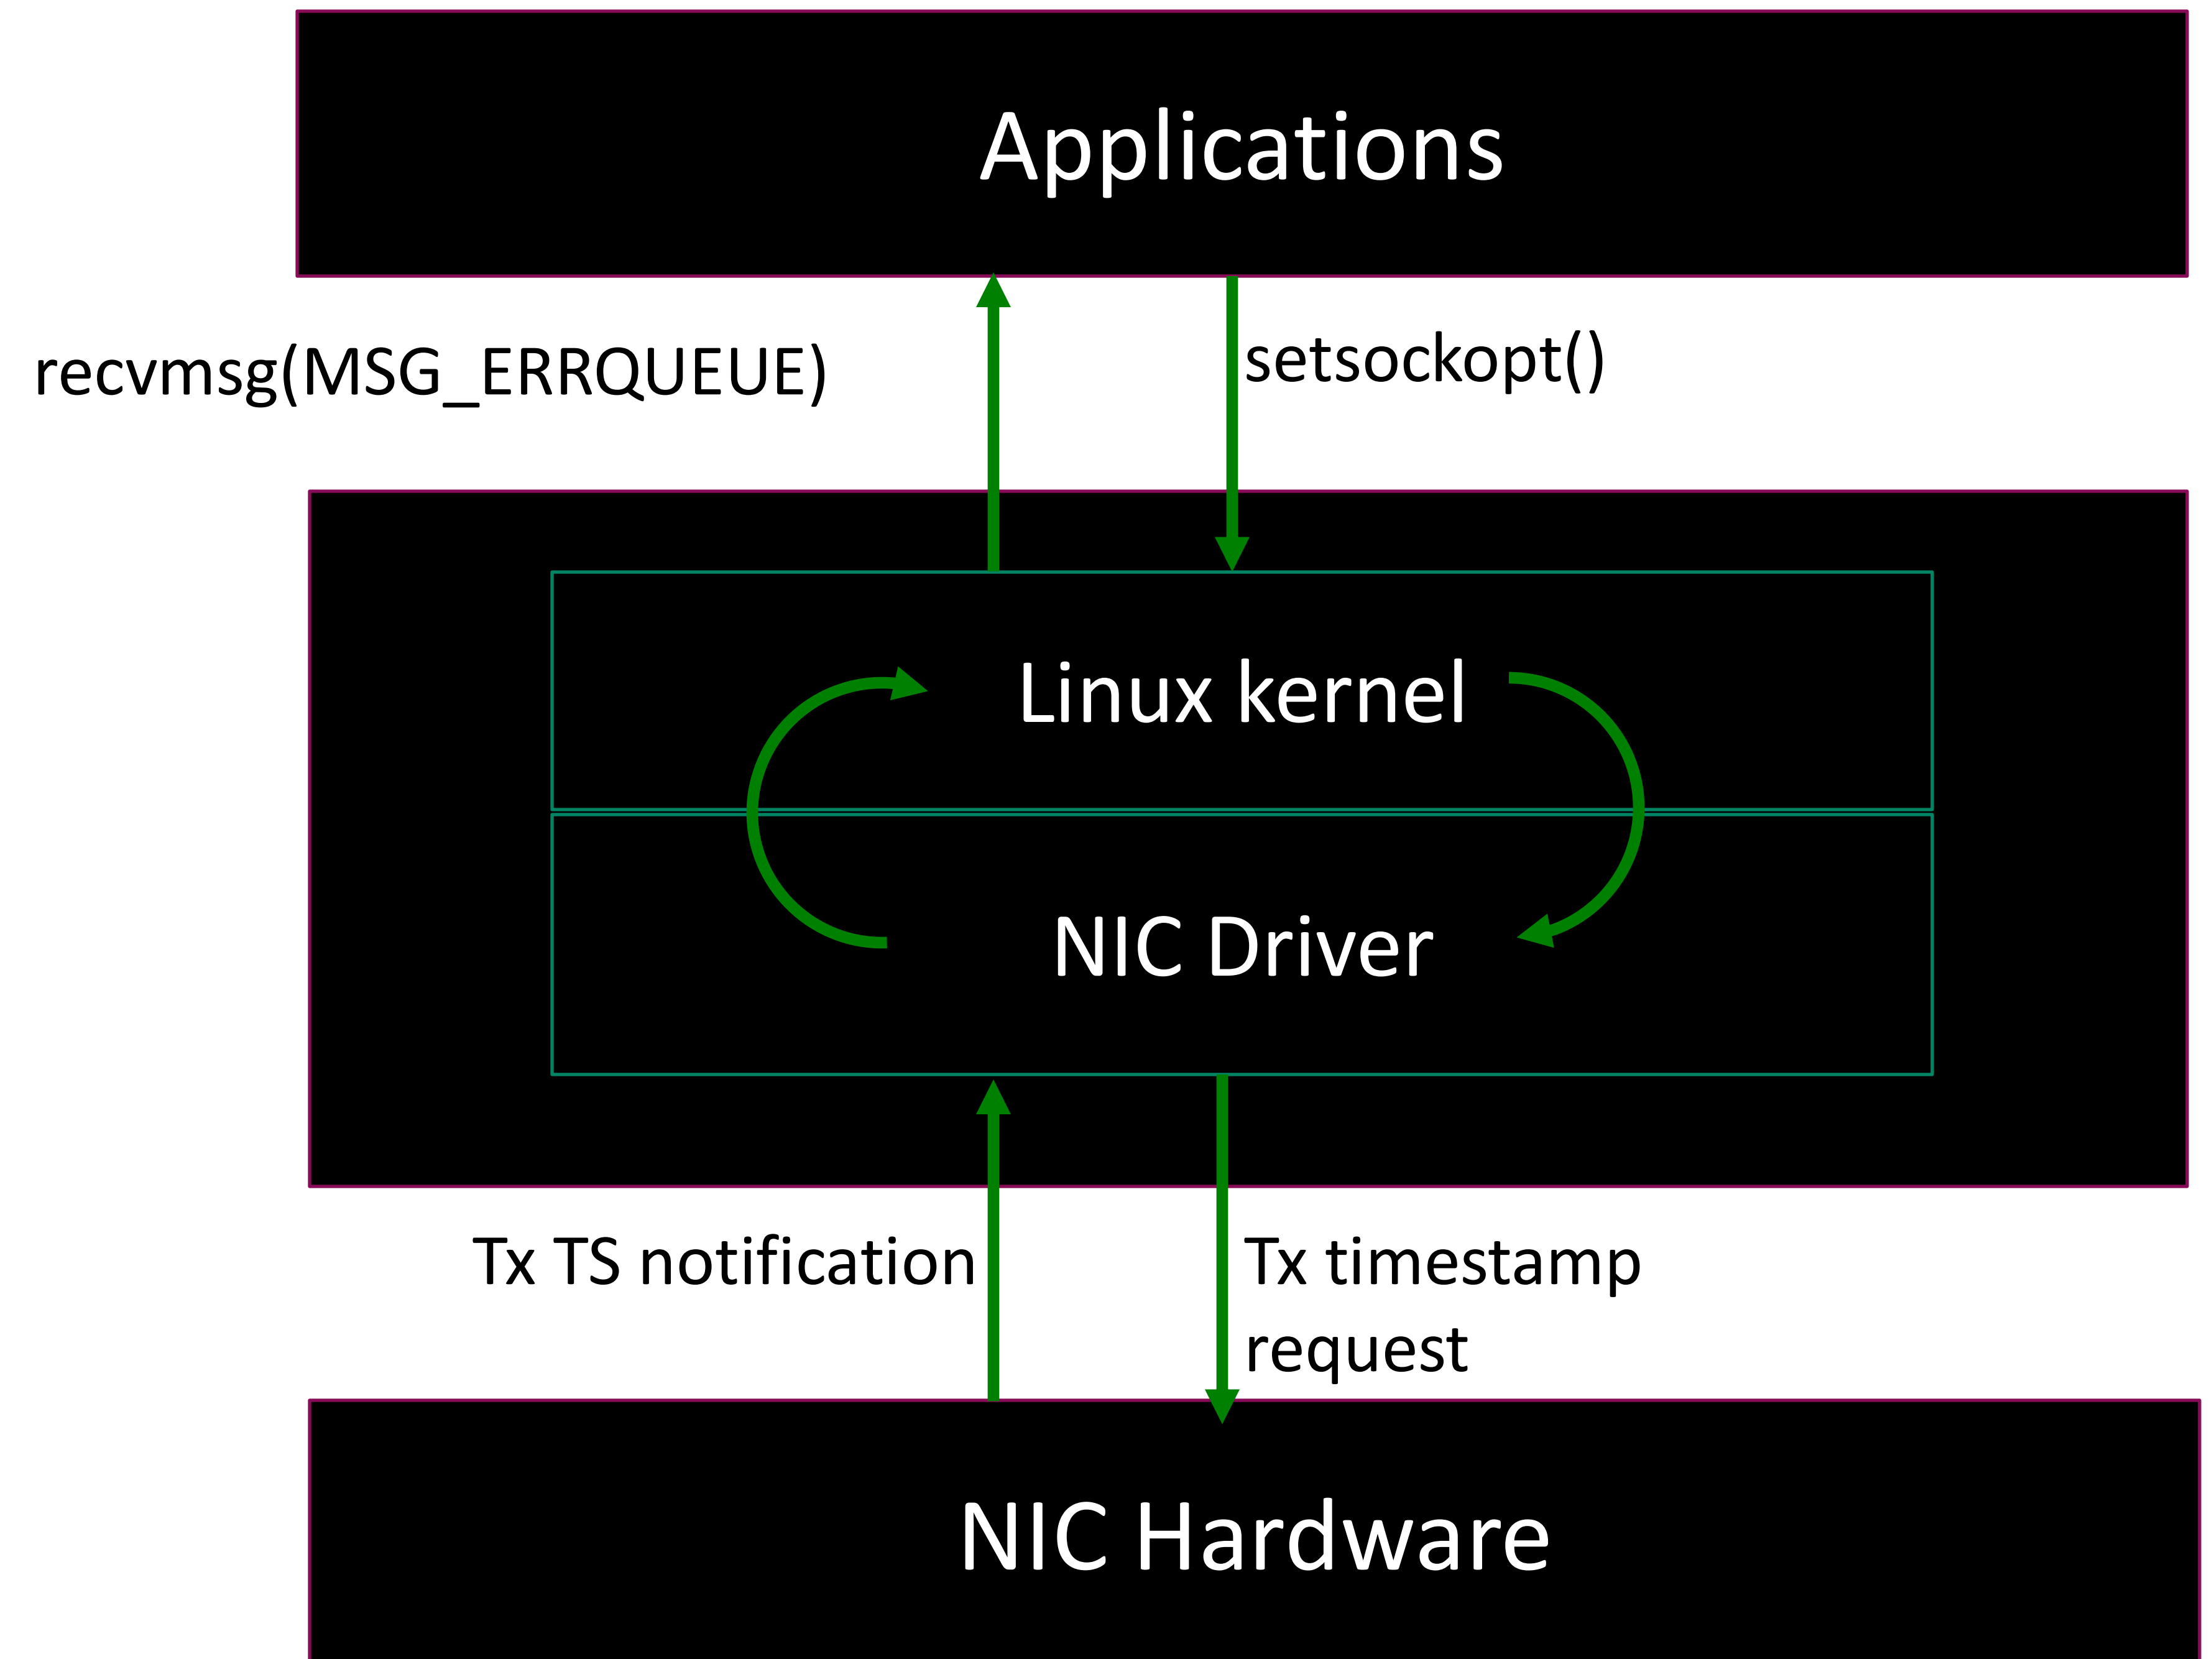 Applications
recvmsg(MSG_ERRQUEUE)
setsockopt()
Linux kernel
NIC Driver
Tx TS notification
Tx timestamp
request
NIC Hardware